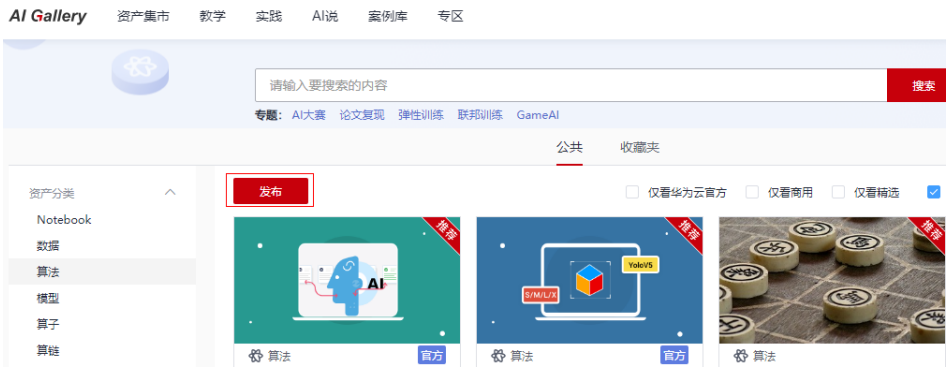 AI Gallery 资产集市 教学 实践 AI说 案例库 专区
请输入要搜索的内容 搜索
专题： AI大赛 论文复现 弹性训练 联邦训练 GameAI
公共 收藏夹
资产分类
Notebook
数据
算法
模型
算子
算链
发布 仅看华为云官方 仅看商用 仅看精选
推荐 推荐 推荐
AI
YoloV5
S/M/L/X
算法 官方 算法 官方 算法